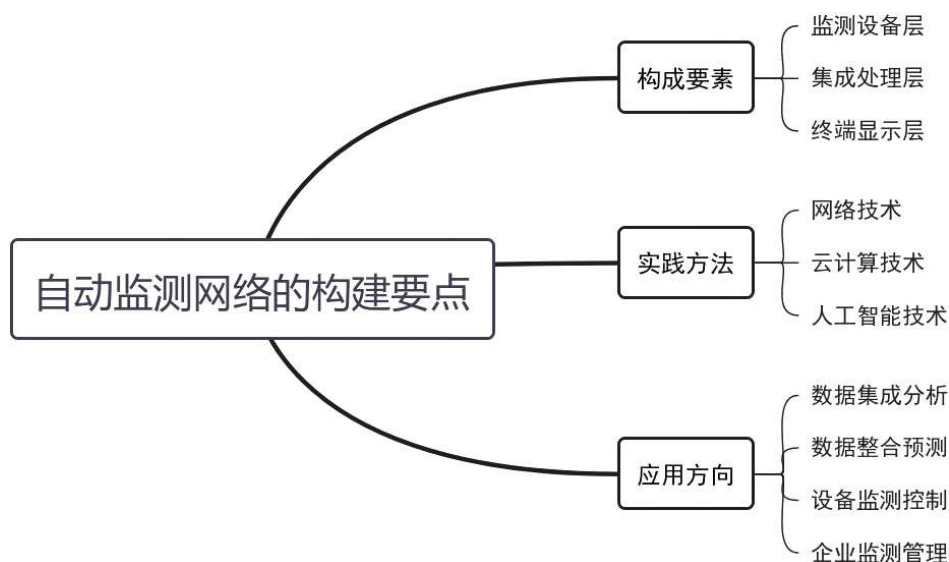 自动监测网络的构建要点
构成要素
监测设备层
集成处理层
终端显示层
实践方法
网络技术
云计算技术
人工智能技术
应用方向
数据集成分析
数据整合预测
设备监测控制
企业监测管理